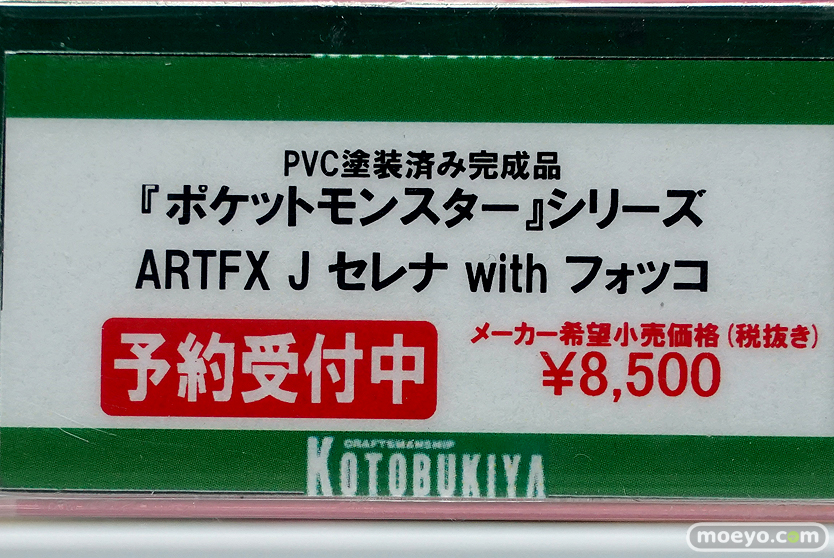 PVC塗装済み完成品
『ポケットモンスター』シリーズ
ARTFX J セレナ with フォッコ
予約受付中
メーカー希望小売価格(税抜き)
¥8,500
CRAFTSMANSHIP
KOTOBUKIYA
moeyo.com